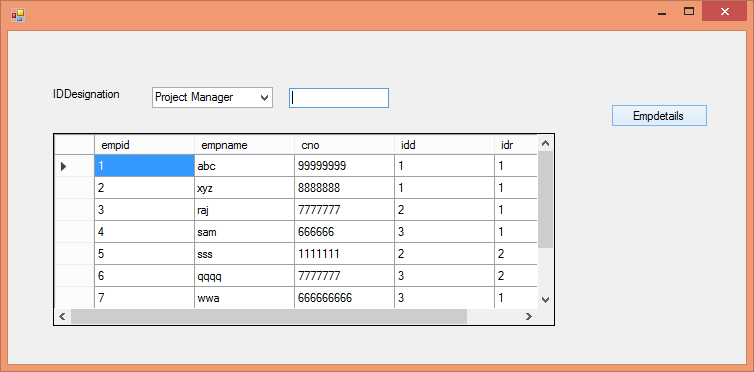 IDDesignation Project Manager
Empdetails
empid empname cno idd idr
1 abc 99999999 1 1
2 xyz 8888888 1 1
3 raj 7777777 2 1
4 sam 666666 3 1
5 sss 1111111 2 2
6 qqqq 7777777 3 2
7 wwa 666666666 3 1